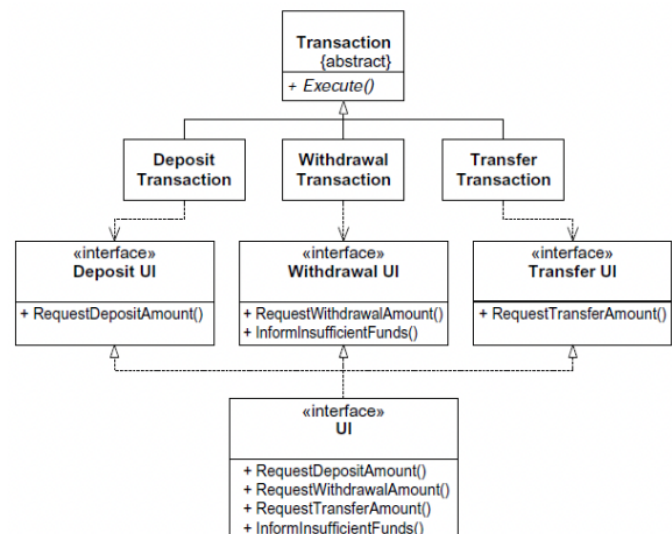 Transaction
{abstract}
+ Execute()
Deposit
Transaction
Withdrawal
Transaction
Transfer
Transaction
«interface»
Deposit UI
+ RequestDepositAmount()
«interface»
Withdrawal UI
+ RequestWithdrawalAmount()
+ InformInsufficientFunds()
«interface»
Transfer UI
+ RequestTransferAmount()
«interface»
UI
+ RequestDepositAmount()
+ RequestWithdrawalAmount()
+ RequestTransferAmount()
+ InformInsufficientFunds()